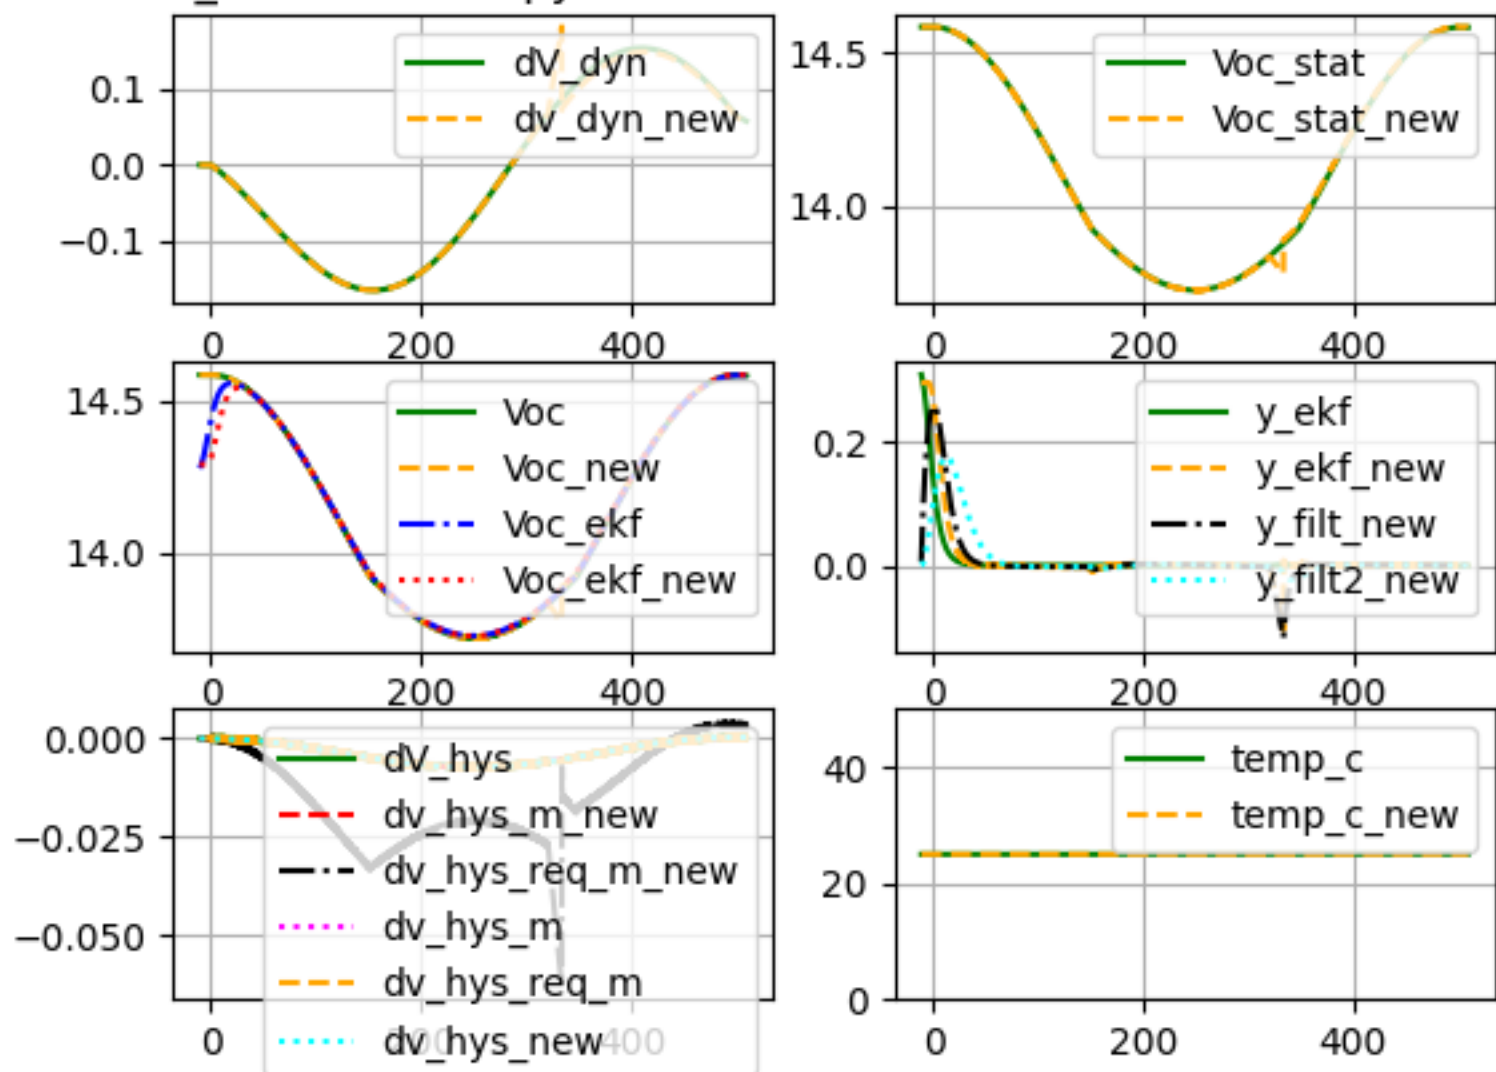 0.1
0.0
−0.1
dV_dyn
dv_dyn_new
0 200 400
14.5
14.0
Voc_stat
Voc_stat_new
0 200 400
14.5
14.0
Voc
Voc_new
Voc_ekf
Voc_ekf_new
0 200 400
0.2
0.0
y_ekf
y_ekf_new
y_filt_new
y_filt2_new
0 200 400
0.000
−0.025
−0.050
dV_hys
dv_hys_m_new
dv_hys_req_m_new
dv_hys_m
dv_hys_req_m
dv_hys_new
0 200 400
40
20
0
temp_c
temp_c_new
0 200 400